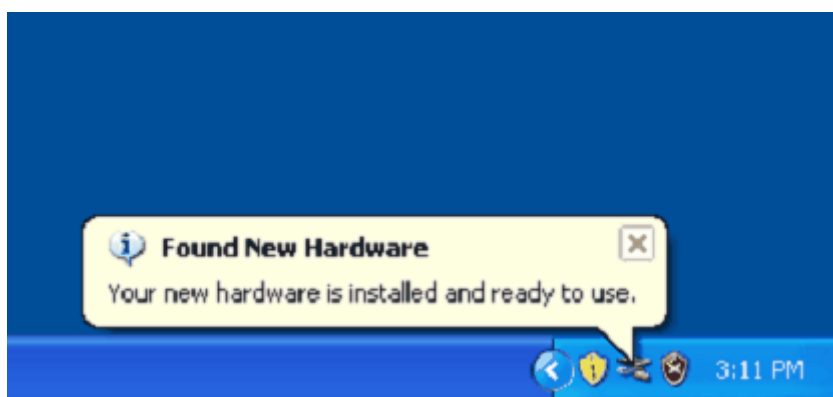 Found New Hardware
Your new hardware is installed and ready to use.
3:11 PM